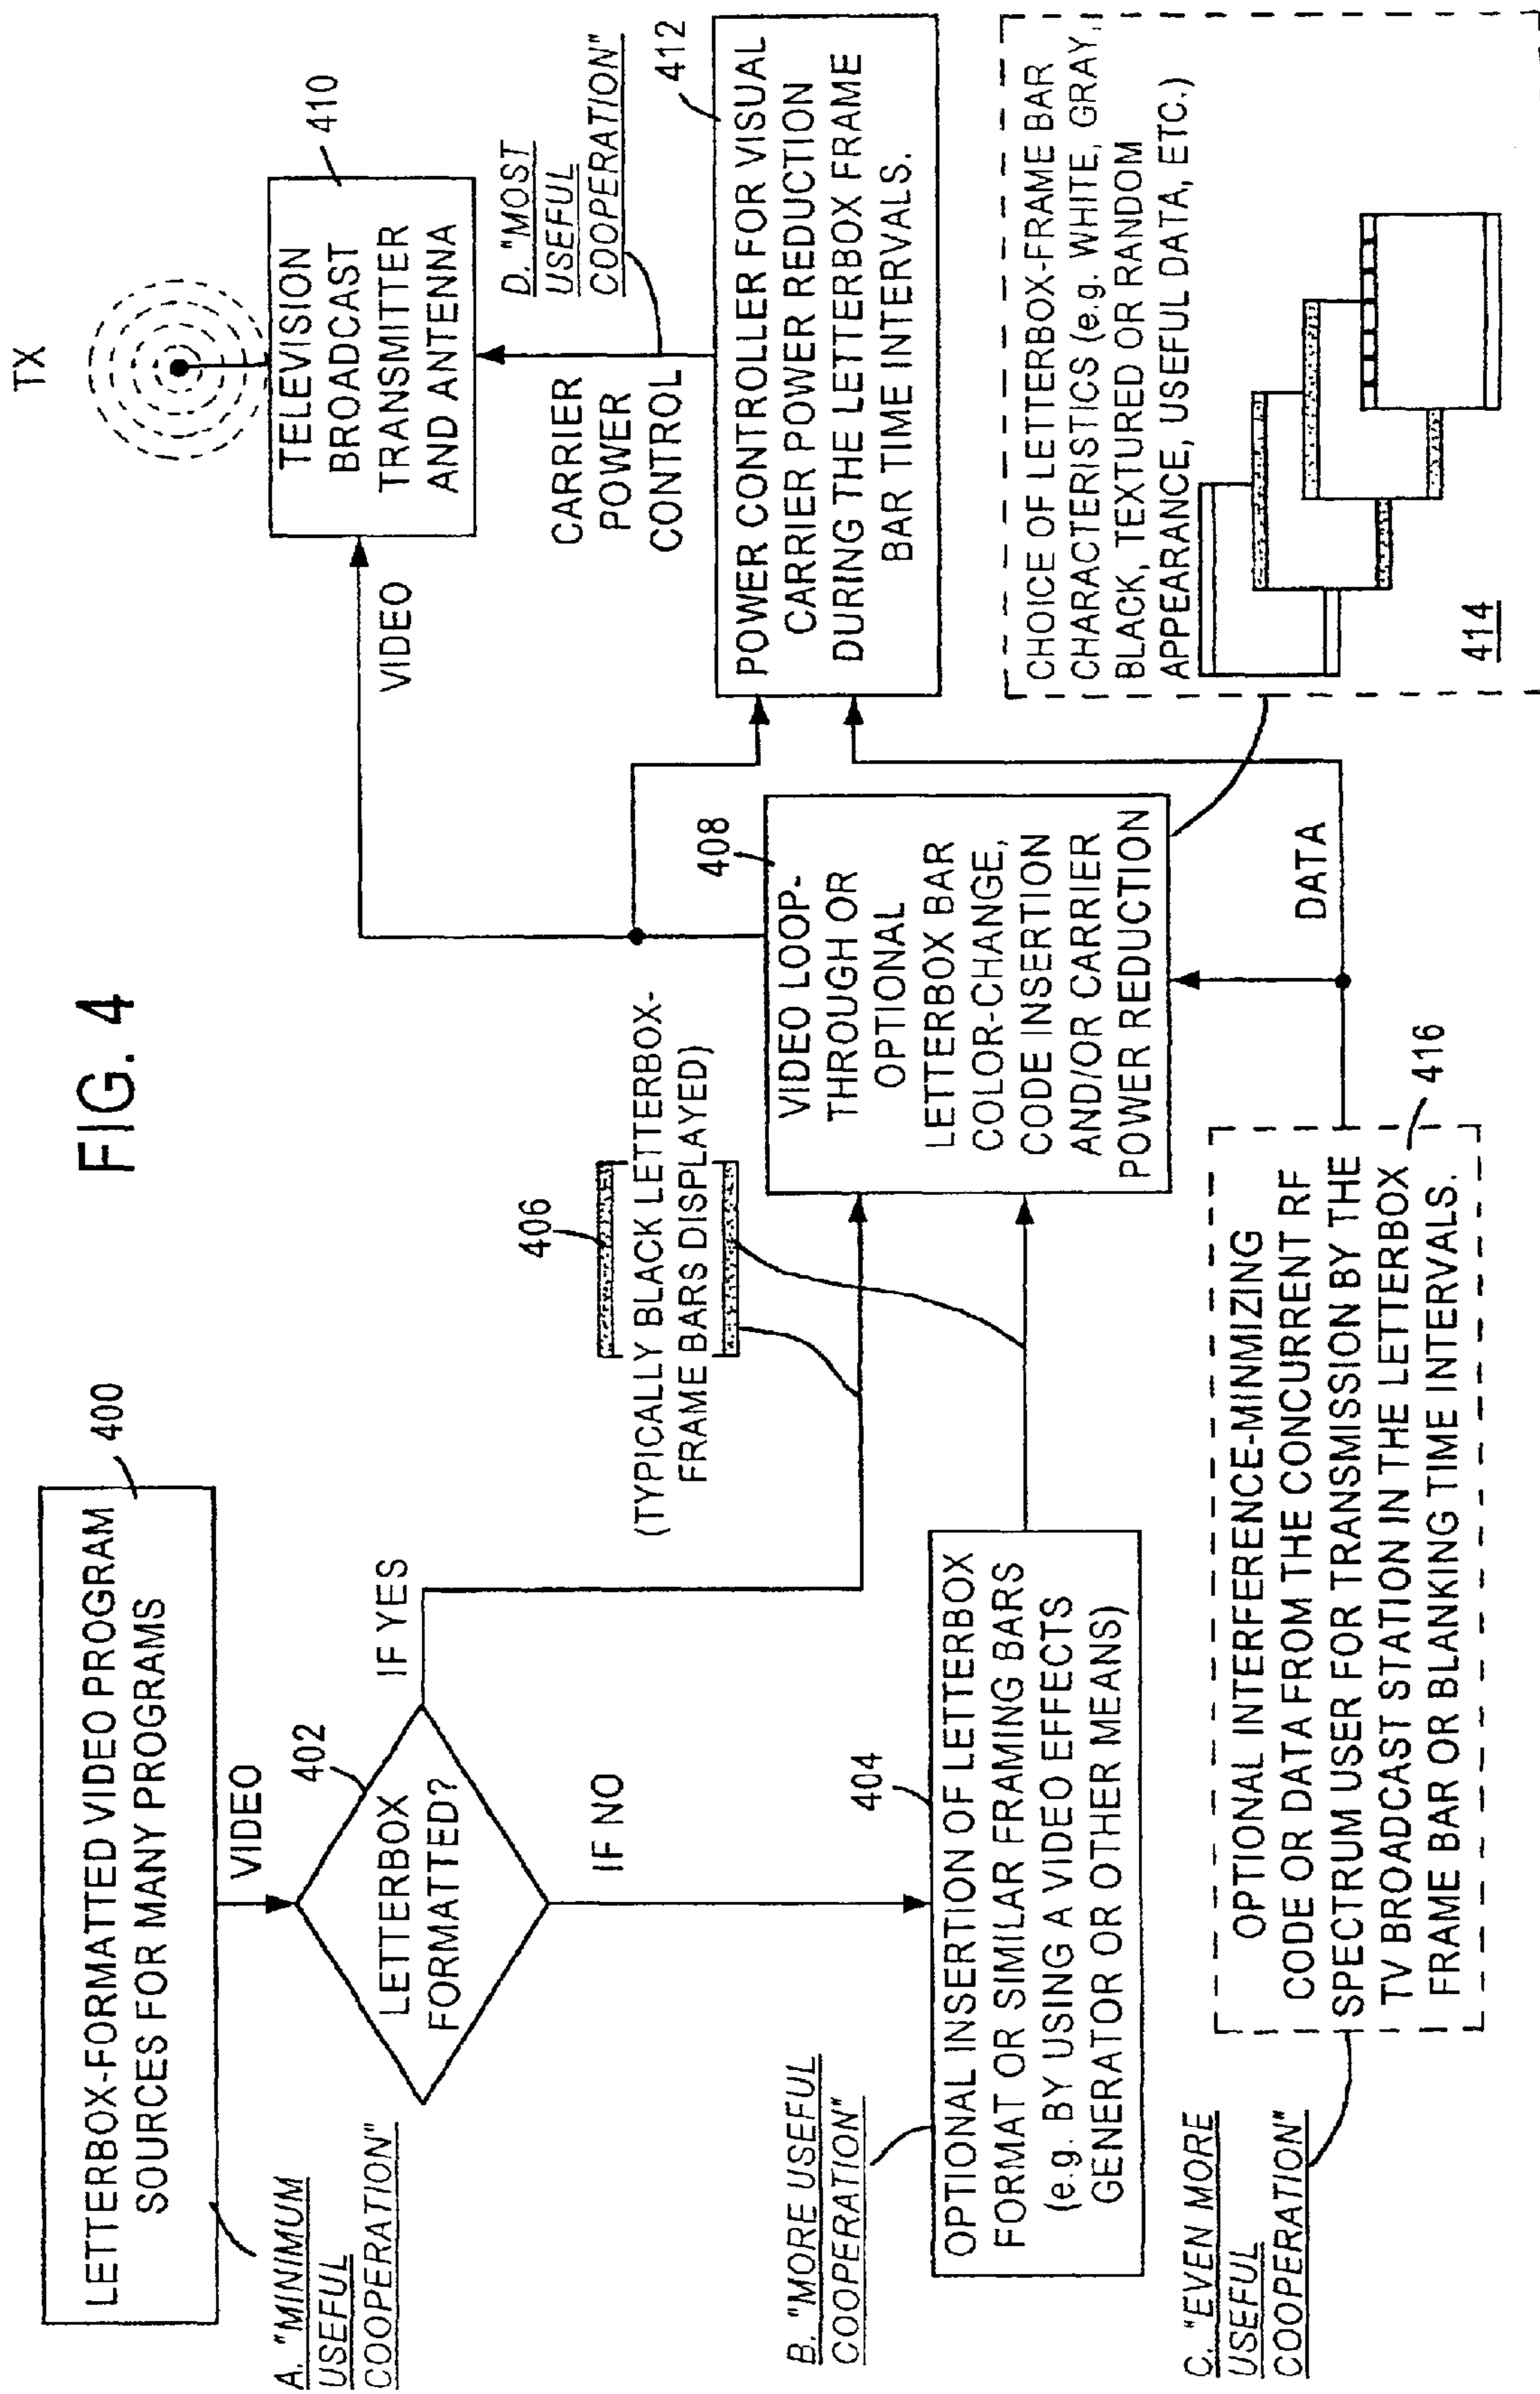 FIG. 4
LETTERBOX-FORMATTED VIDEO PROGRAM
SOURCES FOR MANY PROGRAMS
400
A. "MINIMUM
USEFUL
COOPERATION"
VIDEO
402
LETTERBOX
FORMATTED?
IF YES
IF NO
404
B. "MORE USEFUL
COOPERATION"
OPTIONAL INSERTION OF LETTERBOX
FORMAT OR SIMILAR FRAMING BARS
(e.g. BY USING A VIDEO EFFECTS
GENERATOR OR OTHER MEANS)
406
(TYPICALLY BLACK LETTERBOX-
FRAME BARS DISPLAYED)
408
VIDEO LOOP-
THROUGH OR
OPTIONAL
LETTERBOX BAR
COLOR-CHANGE,
CODE INSERTION
AND/OR CARRIER
POWER REDUCTION
C. "EVEN MORE
USEFUL
COOPERATION"
OPTIONAL INTERFERENCE-MINIMIZING
CODE OR DATA FROM THE CONCURRENT RF
SPECTRUM USER FOR TRANSMISSION BY THE
TV BROADCAST STATION IN THE LETTERBOX
FRAME BAR OR BLANKING TIME INTERVALS.
416
DATA
VIDEO
TX
TELEVISION
BROADCAST
TRANSMITTER
AND ANTENNA
410
CARRIER
POWER
CONTROL
D. "MOST
USEFUL
COOPERATION"
412
POWER CONTROLLER FOR VISUAL
CARRIER POWER REDUCTION
DURING THE LETTERBOX FRAME
BAR TIME INTERVALS.
CHOICE OF LETTERBOX-FRAME BAR
CHARACTERISTICS (e.g. WHITE, GRAY,
BLACK, TEXTURED OR RANDOM
APPEARANCE, USEFUL DATA, ETC.)
414